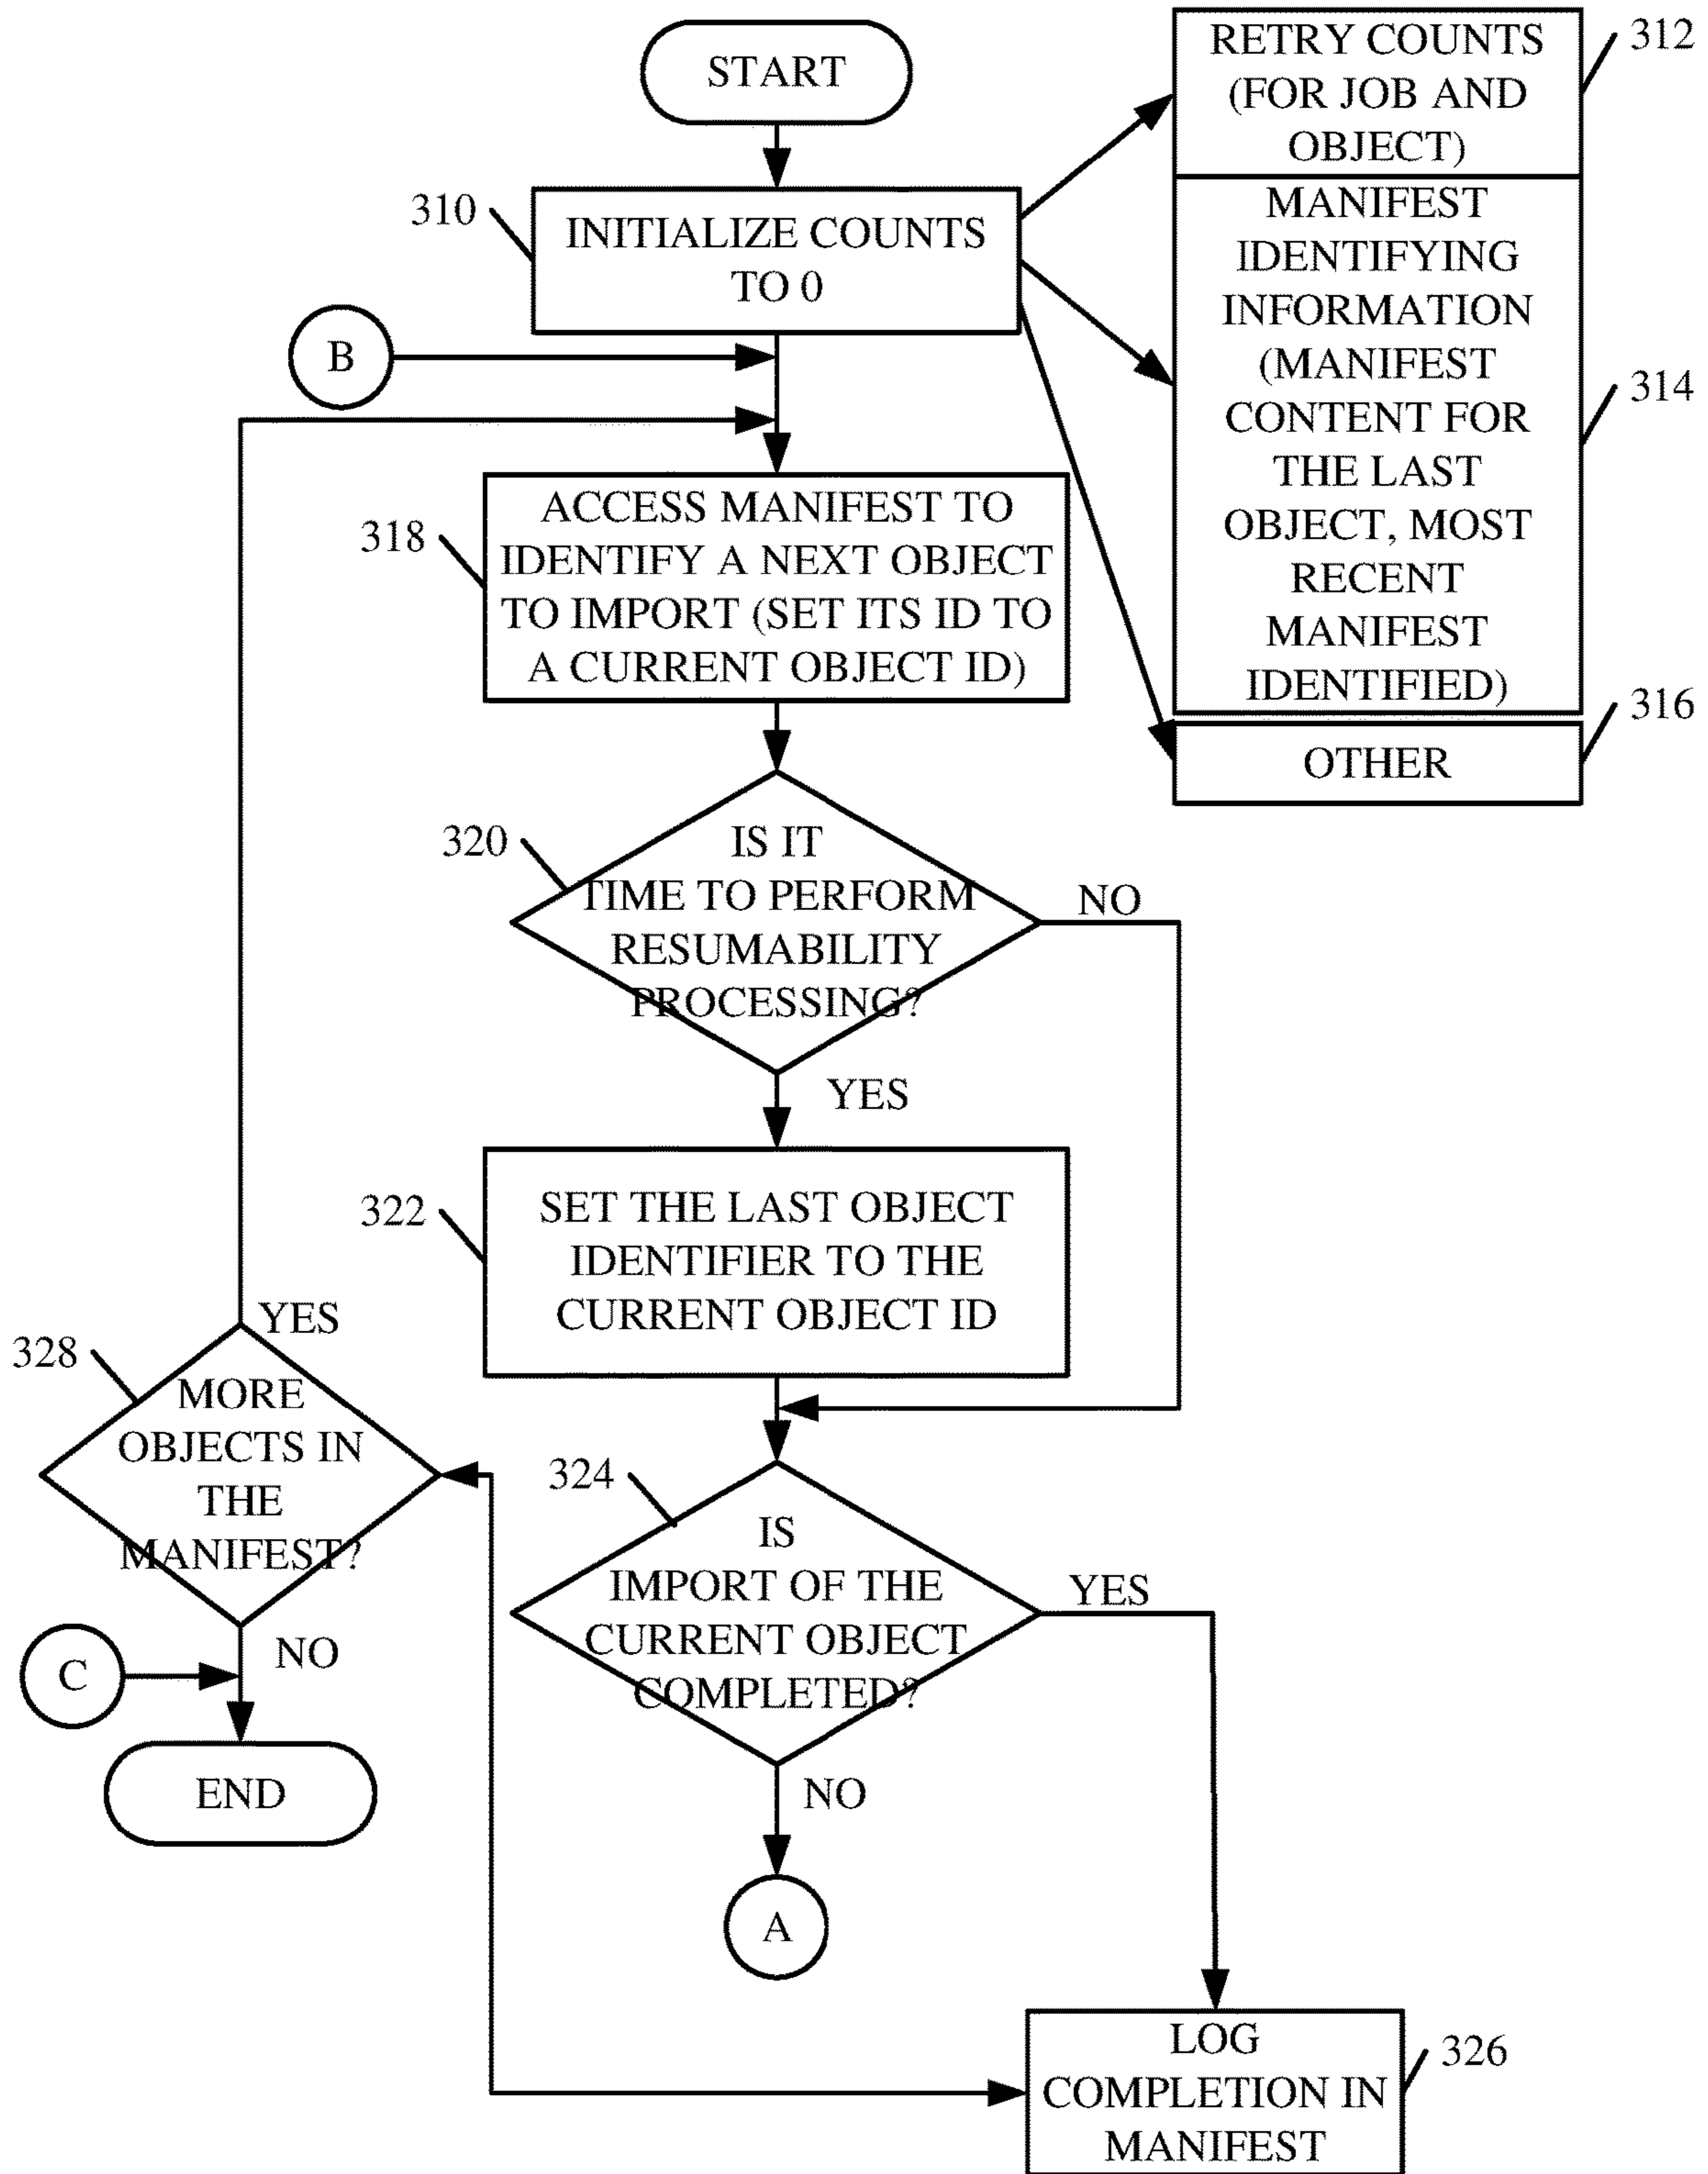 START
310
INITIALIZE COUNTS
TO 0
RETRY COUNTS
(FOR JOB AND
OBJECT)
312
MANIFEST
IDENTIFYING
INFORMATION
(MANIFEST
CONTENT FOR
THE LAST
OBJECT, MOST
RECENT
MANIFEST
IDENTIFIED)
314
OTHER
316
B
318
ACCESS MANIFEST TO
IDENTIFY A NEXT OBJECT
TO IMPORT (SET ITS ID TO
A CURRENT OBJECT ID)
320
IS IT
TIME TO PERFORM
RESUMABILITY
PROCESSING?
NO
YES
322
SET THE LAST OBJECT
IDENTIFIER TO THE
CURRENT OBJECT ID
YES
328
MORE
OBJECTS IN
THE
MANIFEST?
NO
C
END
324
IS
IMPORT OF THE
CURRENT OBJECT
COMPLETED?
YES
NO
A
LOG
COMPLETION IN
MANIFEST
326